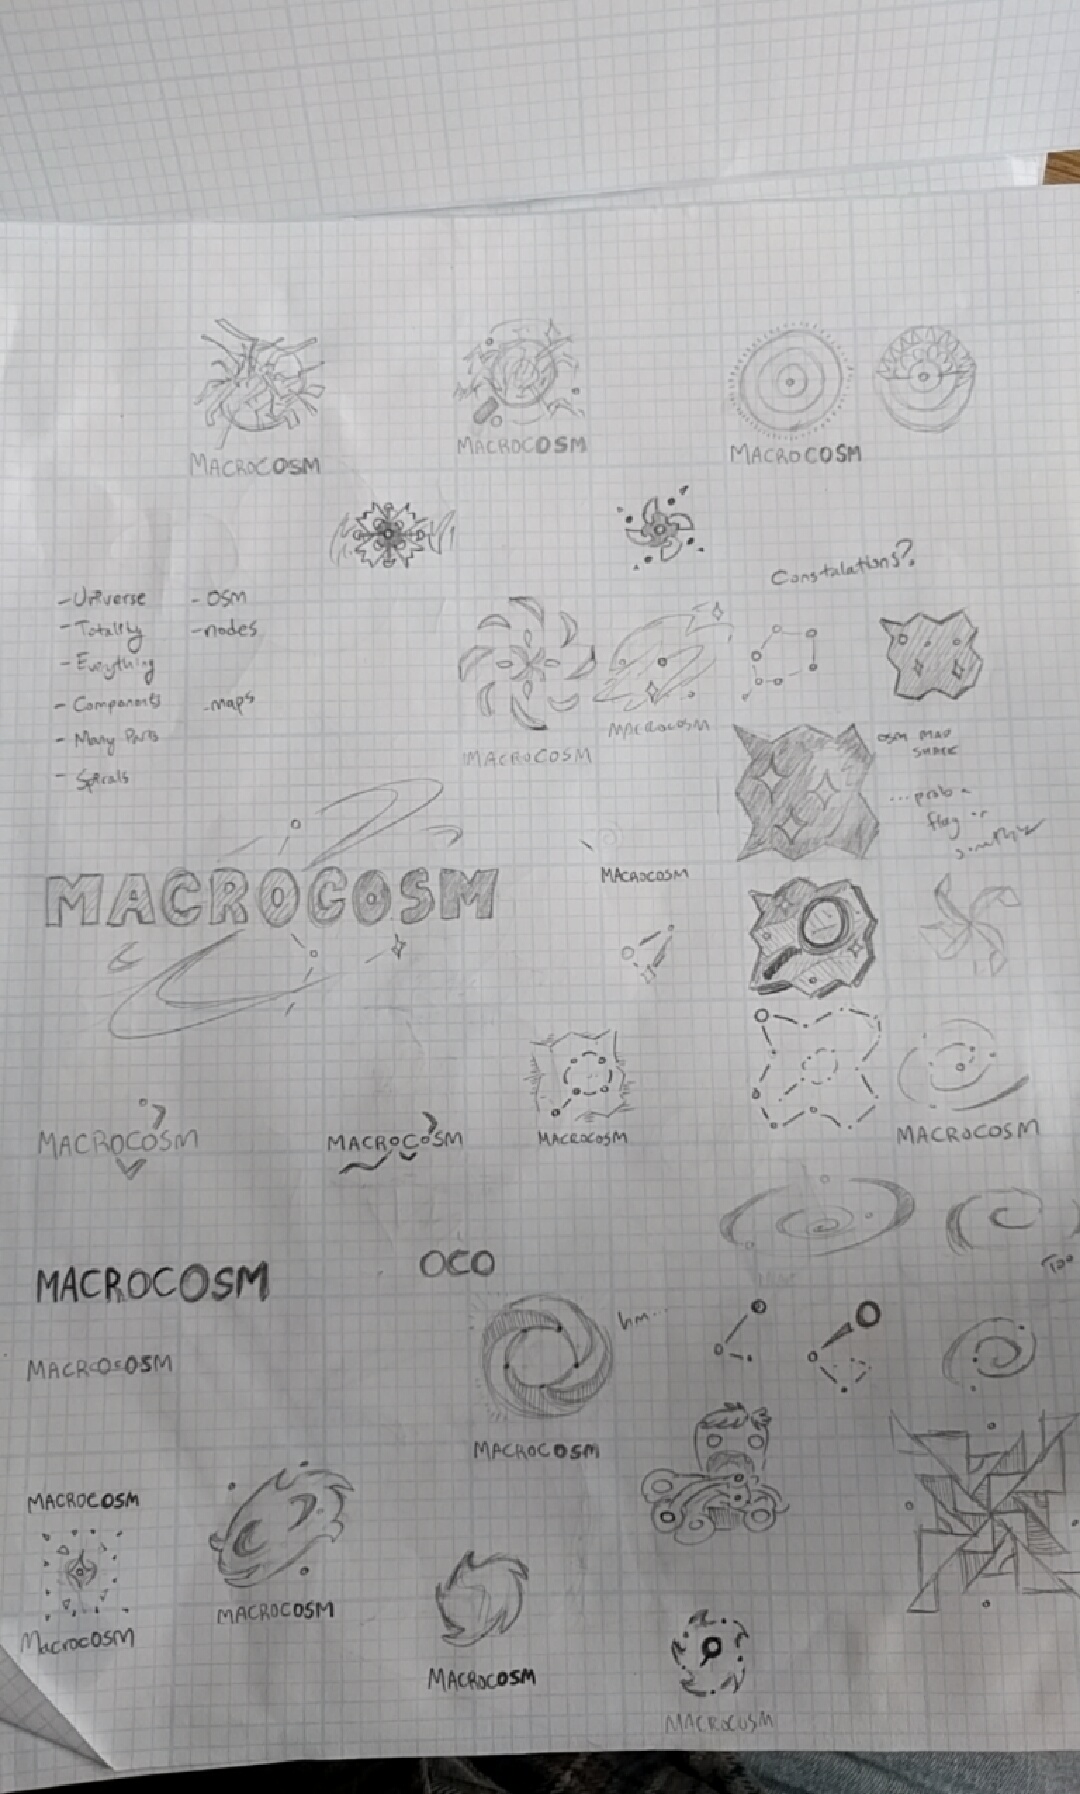 MACROCOSM
MACROCOSM
MACROCOSM
Constalations?
- Universe
- Totality
- Everything
- Components
- Many Parts
- Spirals
- OSM
- nodes
- maps
MACROCOSM
MACROCOSM
OSM MAP
SHAPE
...prob a
flag or
MACROCOSM
MACROCOSM
MACROCOSM
MACROCOSM
MACROCOSM
MACROCOSM
MACROCOSM
OCO
hm...
Too
MACROCOSM
MACROCOSM
MACROCOSM
MACROCOSM
Macrocosm
MACROCOSM
MACROCOSM